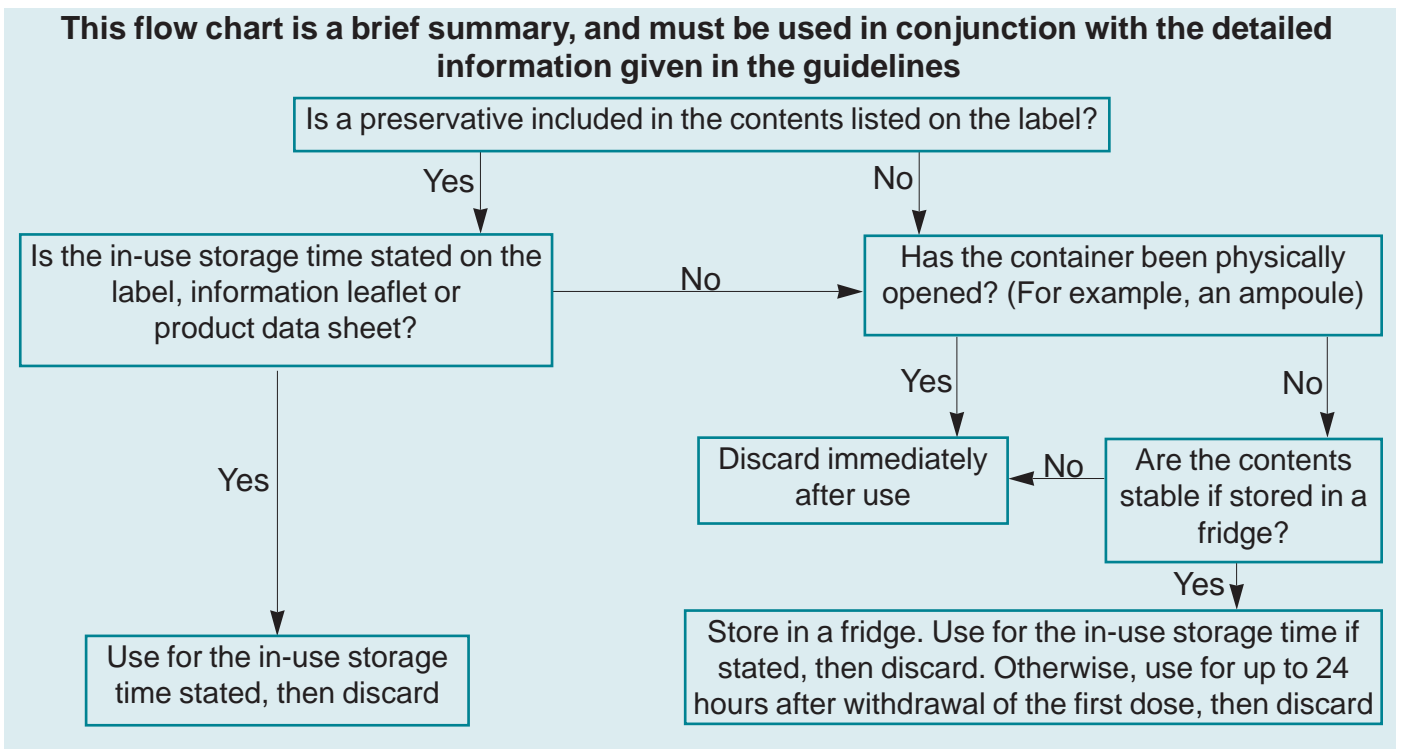 This flow chart is a brief summary, and must be used in conjunction with the detailed
information given in the guidelines
Is a preservative included in the contents listed on the label?
Yes
No
Is the in-use storage time stated on the
label, information leaflet or
product data sheet?
No
Has the container been physically
opened? (For example, an ampoule)
Yes
No
Discard immediately
after use
No
Are the contents
stable if stored in a
fridge?
Yes
Yes
Use for the in-use storage
time stated, then discard
Store in a fridge. Use for the in-use storage time if
stated, then discard. Otherwise, use for up to 24
hours after withdrawal of the first dose, then discard